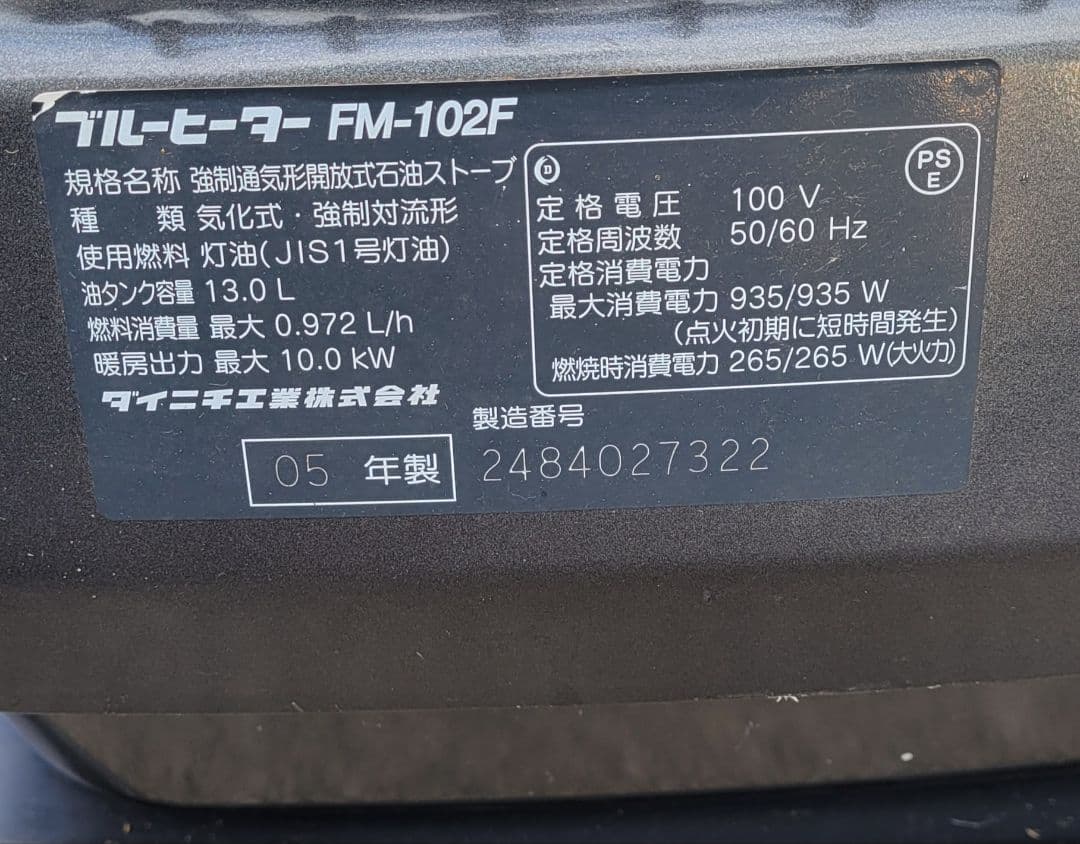 ブルーヒーター FM-102F
規格名称 強制通気形開放式石油ストーブ
種 類 気化式・強制対流形
使用燃料 灯油(JIS1号灯油)
油タンク容量 13.0 L
燃料消費量 最大 0.972 L/h
暖房出力 最大 10.0 kW
ダイニチ工業株式会社
05 年製
D
PS
E
定格電圧 100 V
定格周波数 50/60 Hz
定格消費電力
最大消費電力 935/935 W
(点火初期に短時間発生)
燃焼時消費電力 265/265 W(大火力)
製造番号
2484027322